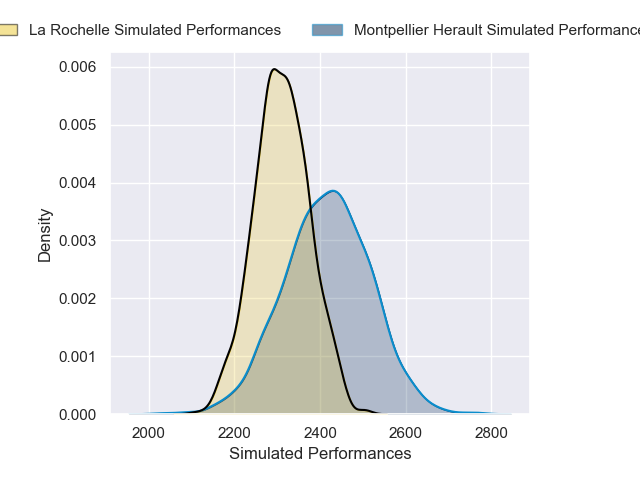 La Rochelle Simulated Performances
Montpellier Herault Simulated Performance
0.006
0.005
0.004
0.003
0.002
0.001
0.000
Density
2000 2200 2400 2600 2800
Simulated Performances